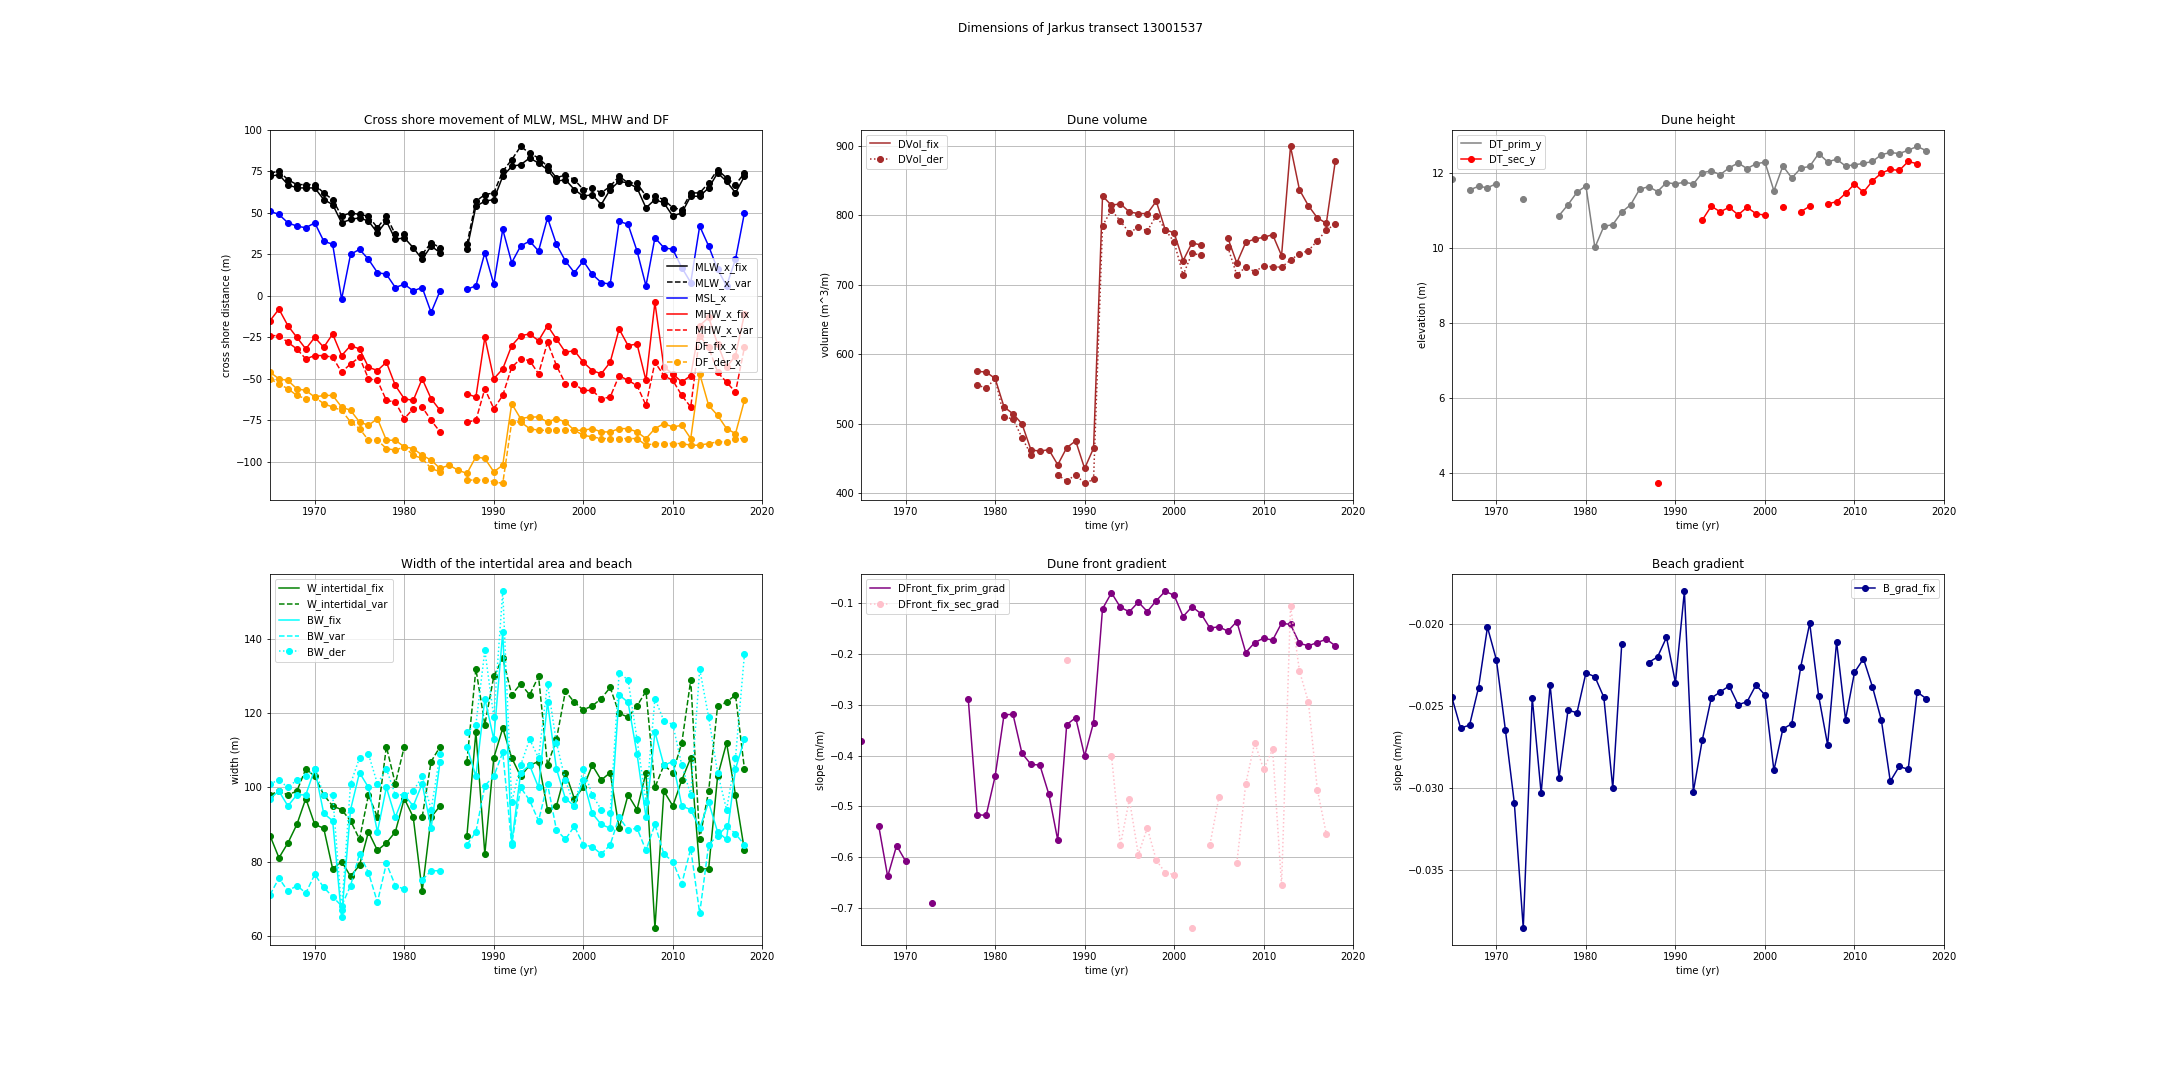 Dimensions of Jarkus transect 13001537
Cross shore movement of MLW, MSL, MHW and DF
cross shore distance (m)
100
75
50
25
0
−25
−50
−75
−100
MLW_x_fix
MLW_x_var
MSL_x
MHW_x_fix
MHW_x_var
DF_fix_x
DF_der_x
1970
1980
1990
2000
2010
2020
time (yr)
Dune volume
volume (m^3/m)
900
800
700
600
500
400
DVol_fix
DVol_der
1970
1980
1990
2000
2010
2020
time (yr)
Dune height
elevation (m)
12
10
8
6
4
DT_prim_y
DT_sec_y
1970
1980
1990
2000
2010
2020
time (yr)
Width of the intertidal area and beach
width (m)
140
120
100
80
60
W_intertidal_fix
W_intertidal_var
BW_fix
BW_var
BW_der
1970
1980
1990
2000
2010
2020
time (yr)
Dune front gradient
slope (m/m)
−0.1
−0.2
−0.3
−0.4
−0.5
−0.6
−0.7
DFront_fix_prim_grad
DFront_fix_sec_grad
1970
1980
1990
2000
2010
2020
time (yr)
Beach gradient
slope (m/m)
−0.020
−0.025
−0.030
−0.035
B_grad_fix
1970
1980
1990
2000
2010
2020
time (yr)